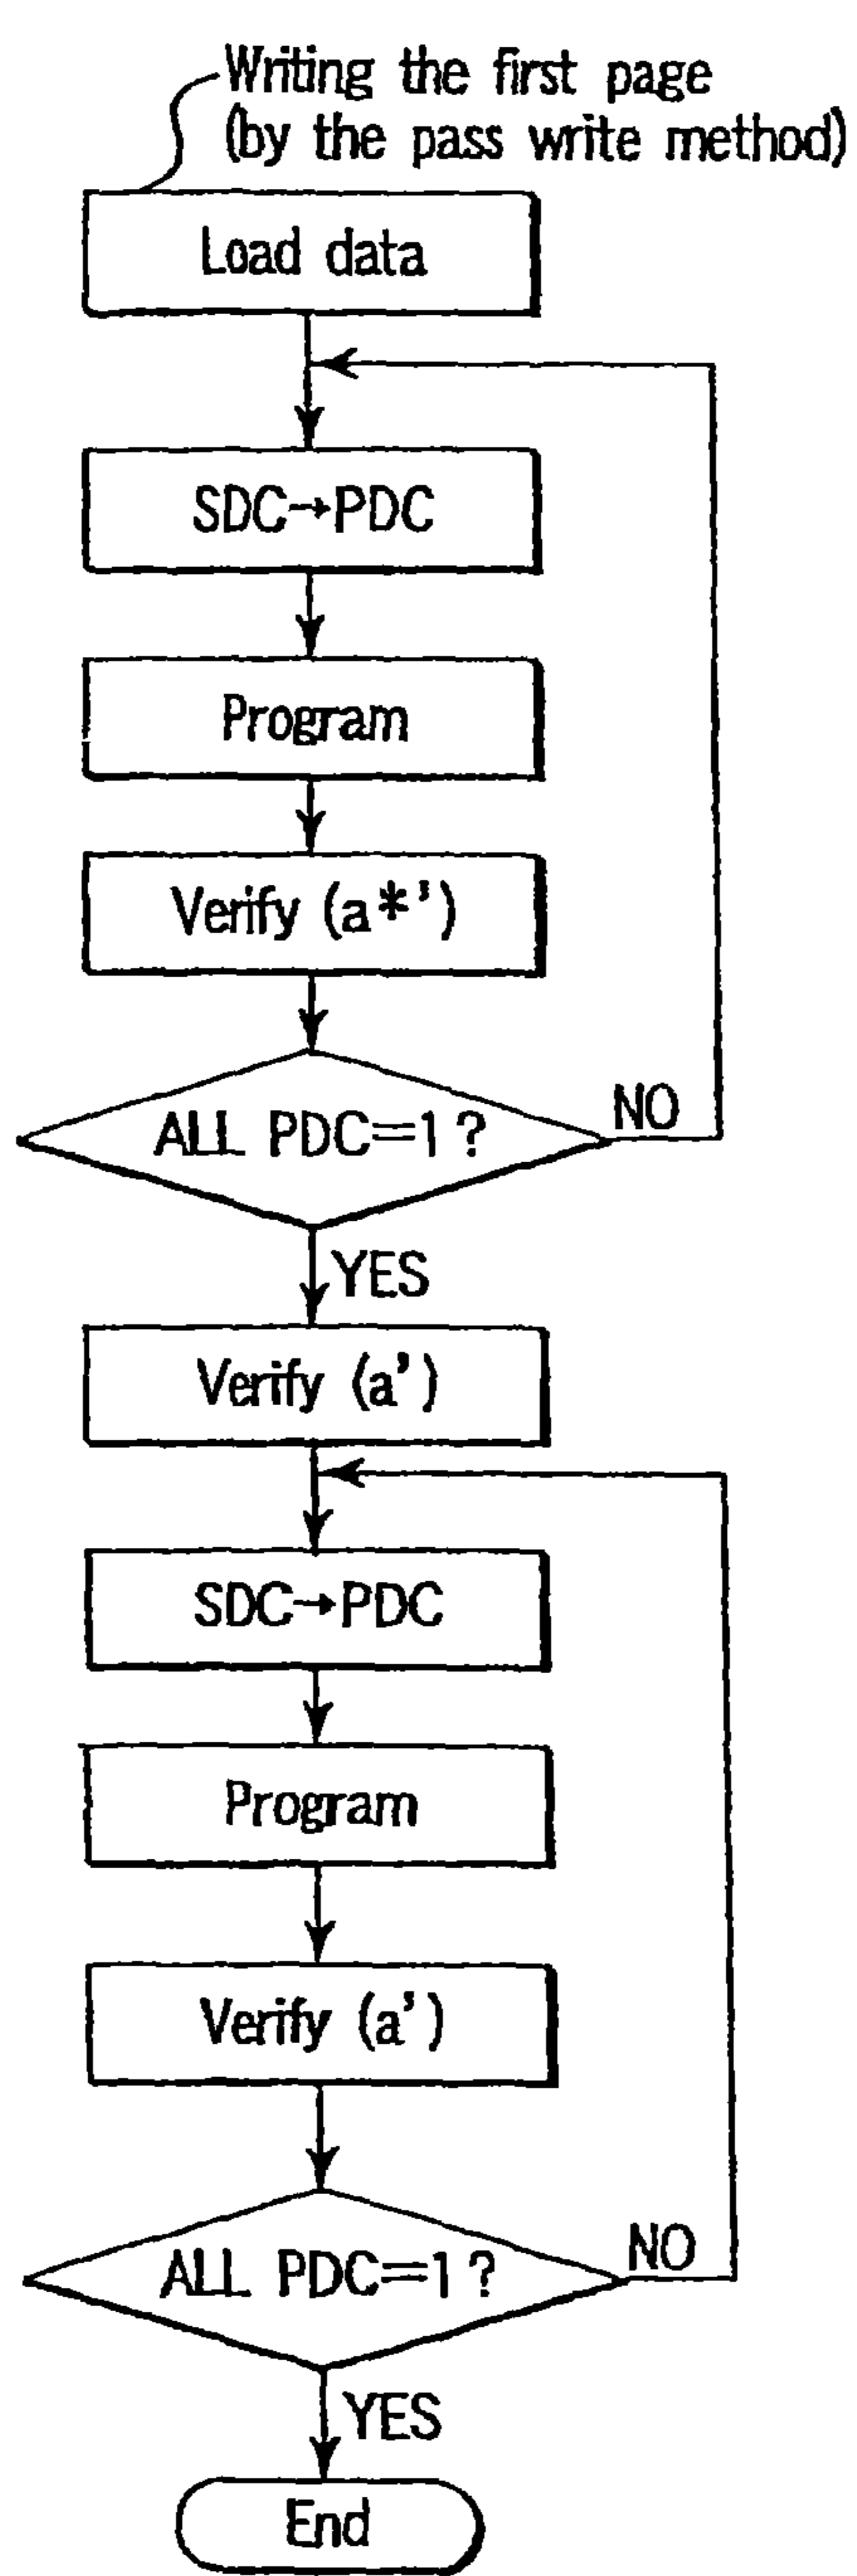 Writing the first page
(by the pass write method)
Load data
SDC→PDC
Program
Verify (a*')
ALL PDC=1?
NO
YES
Verify (a')
SDC→PDC
Program
Verify (a')
ALL PDC=1?
NO
YES
End